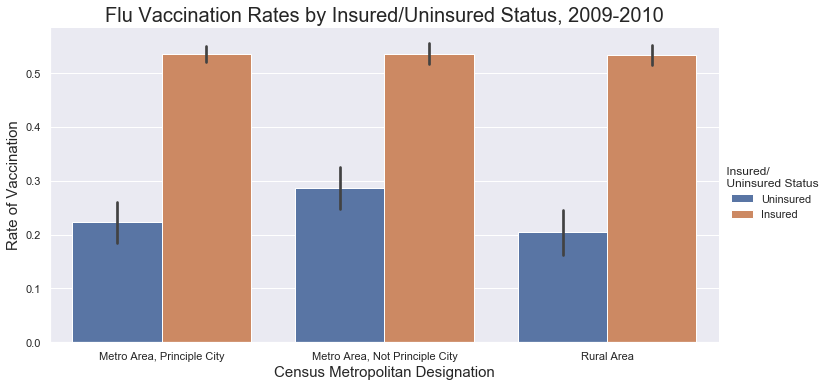 Flu Vaccination Rates by Insured/Uninsured Status, 2009-2010
Rate of Vaccination
0.5
0.4
0.3
0.2
0.1
0.0
Metro Area, Principle City
Metro Area, Not Principle City
Rural Area
Census Metropolitan Designation
Insured/
Uninsured Status
Uninsured
Insured